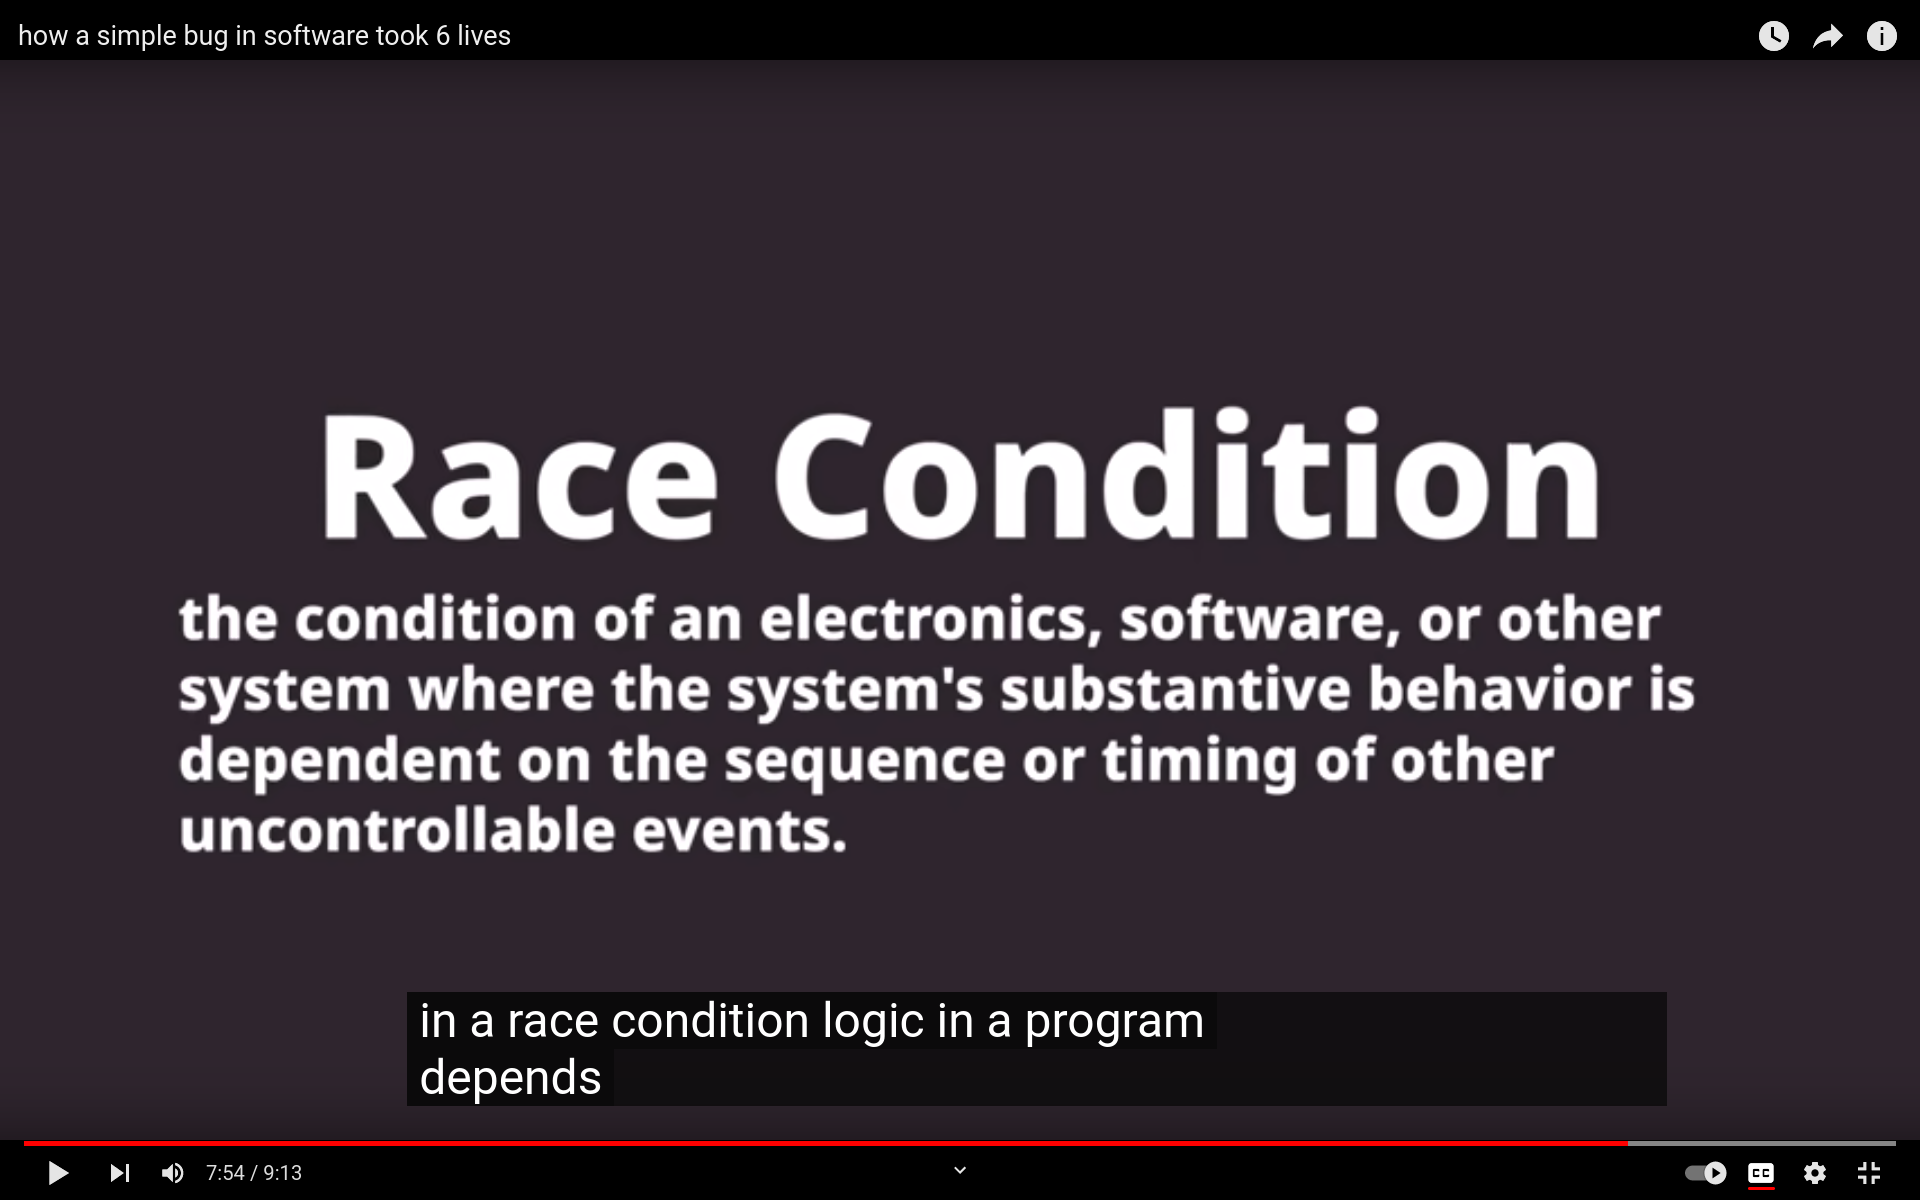 how a simple bug in software took 6 lives
Race Condition
the condition of an electronics, software, or other
system where the system's substantive behavior is
dependent on the sequence or timing of other
uncontrollable events.
in a race condition logic in a program
depends
7:54 / 9:13
CC